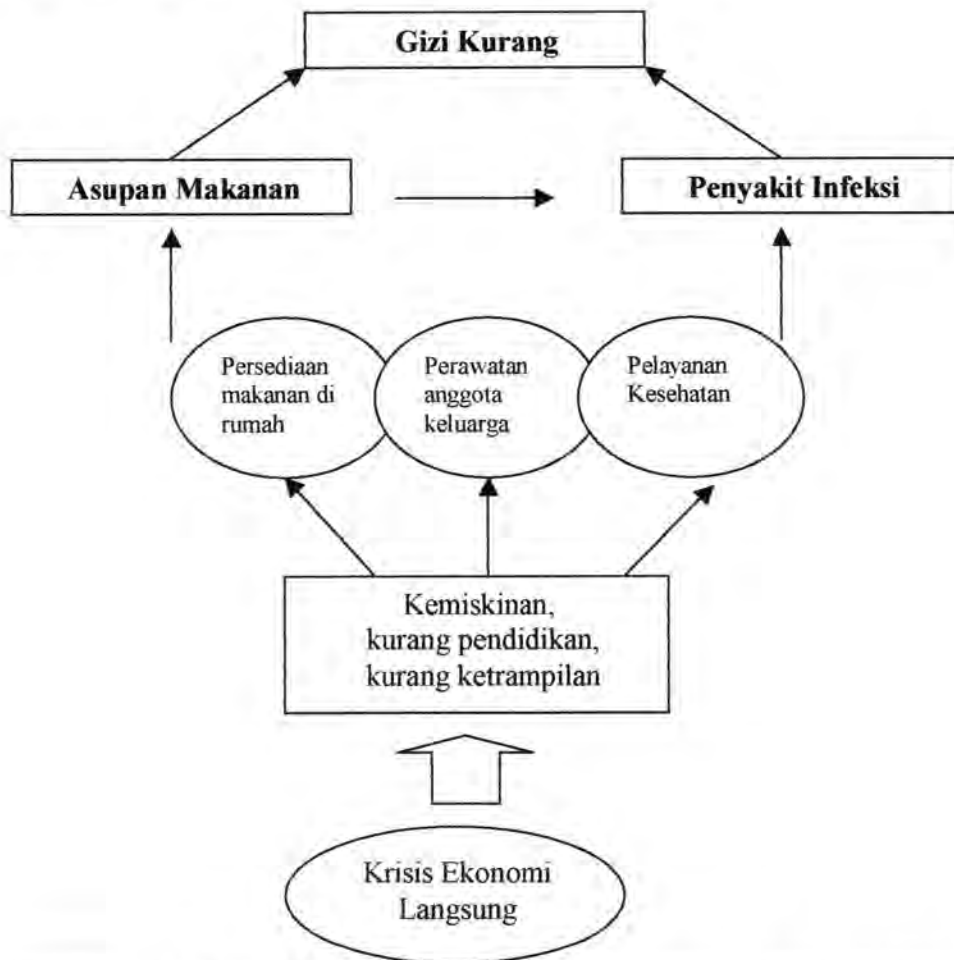 Gizi Kurang
Asupan Makanan
Penyakit Infeksi
Persediaan
makanan di
rumah
Perawatan
anggota
keluarga
Pelayanan
Kesehatan
Kemiskinan,
kurang pendidikan,
kurang ketrampilan
Krisis Ekonomi
Langsung